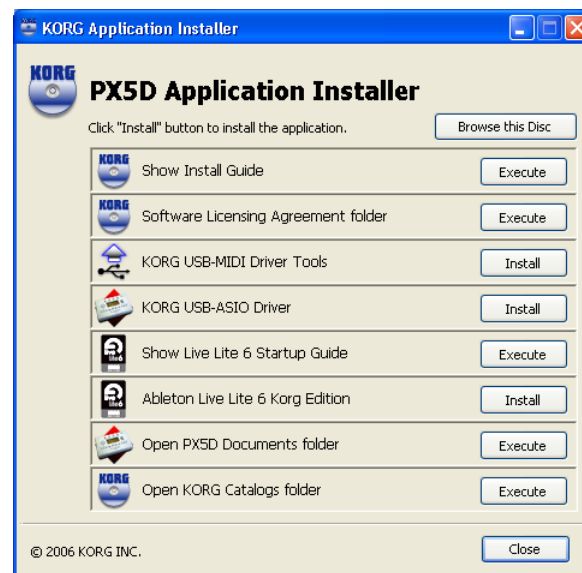 KORG Application Installer
KORG
PX5D Application Installer
Click "Install" button to install the application.
Browse this Disc
KORG
Show Install Guide
Execute
KORG
Software Licensing Agreement folder
Execute
KORG USB-MIDI Driver Tools
Install
KORG USB-ASIO Driver
Install
Show Live Lite 6 Startup Guide
Execute
Ableton Live Lite 6 Korg Edition
Install
Open PX5D Documents folder
Execute
KORG
Open KORG Catalogs folder
Execute
© 2006 KORG INC.
Close